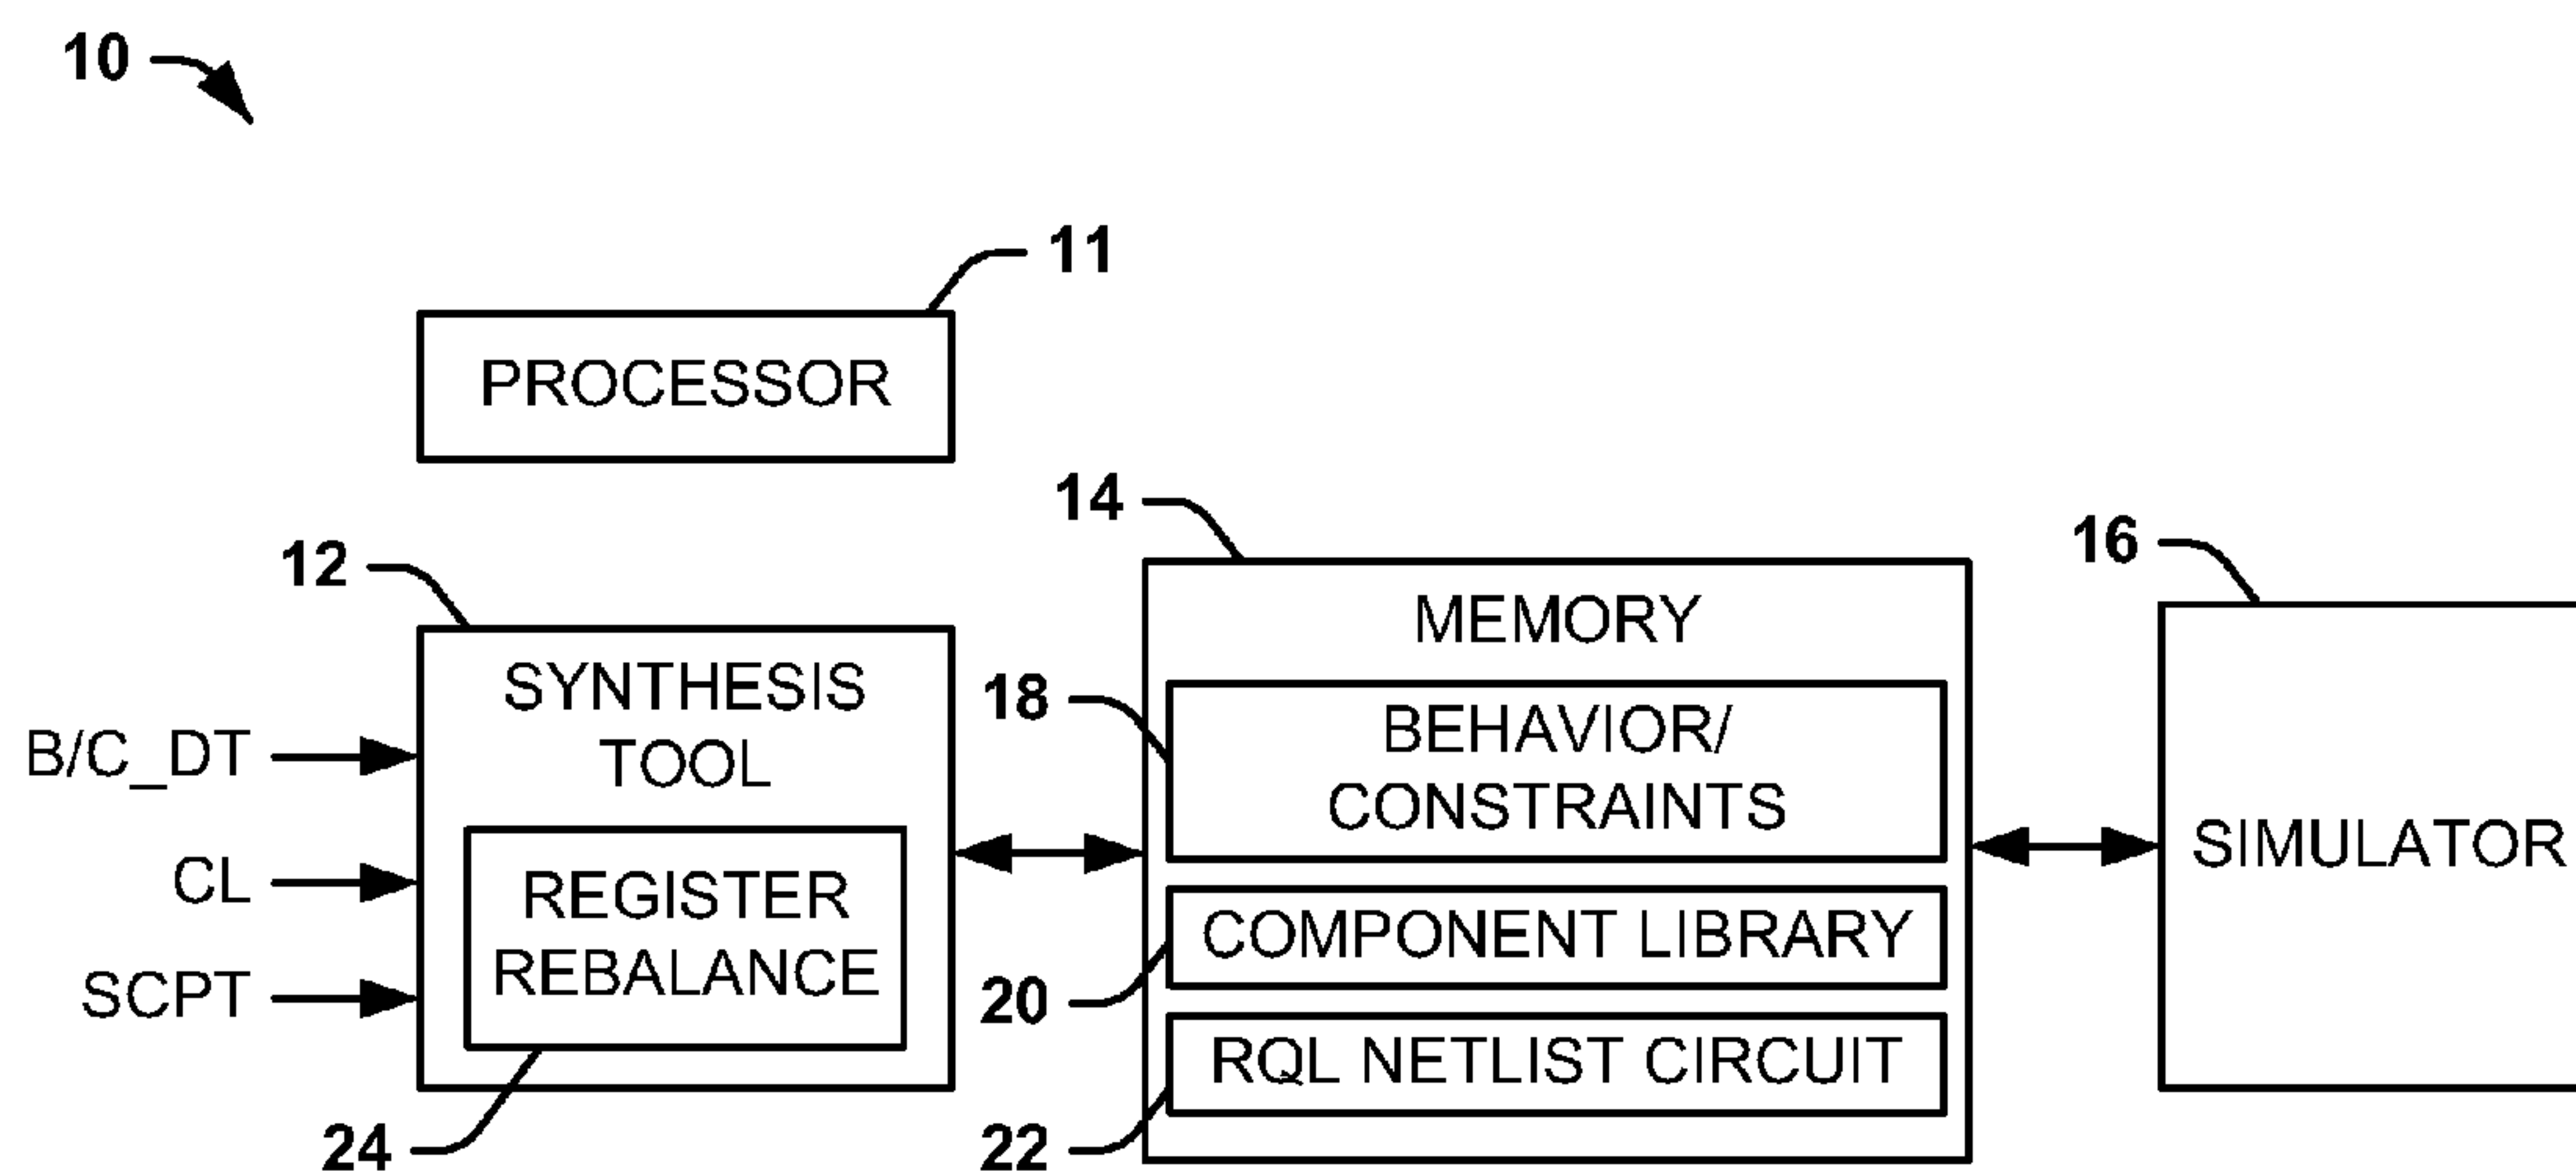 10
11
PROCESSOR
14
12
16
MEMORY
SYNTHESIS
TOOL
18
BEHAVIOR/
CONSTRAINTS
B/C_DT
CL
SCPT
REGISTER
REBALANCE
SIMULATOR
COMPONENT LIBRARY
20
RQL NETLIST CIRCUIT
24
22